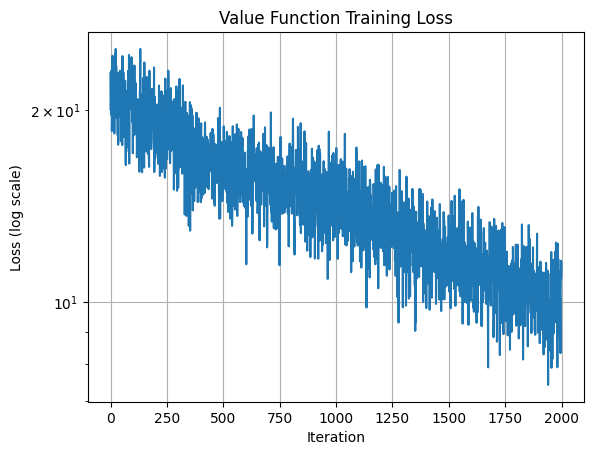 Value Function Training Loss
Loss (log scale)
2 × 10¹
10¹
0 250 500 750 1000 1250 1500 1750 2000
Iteration